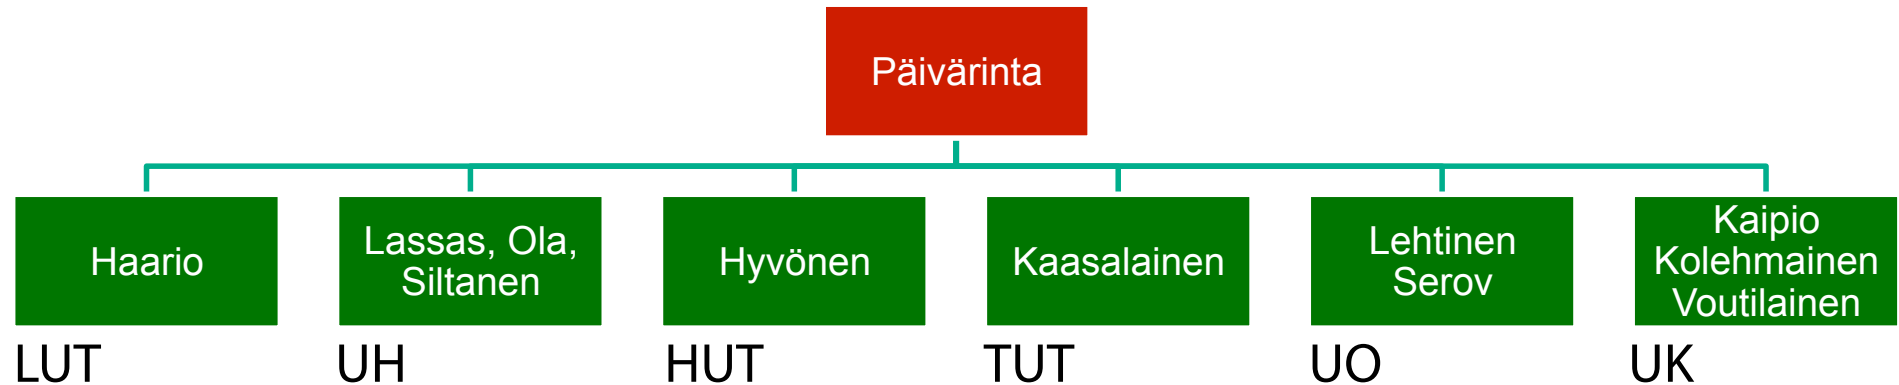 Päivärinta
Haario
Lassas, Ola,
Siltanen
Hyvönen
Kaasalainen
Lehtinen
Serov
Kaipio
Kolehmainen
Voutilainen
LUT
UH
HUT
TUT
UO
UK